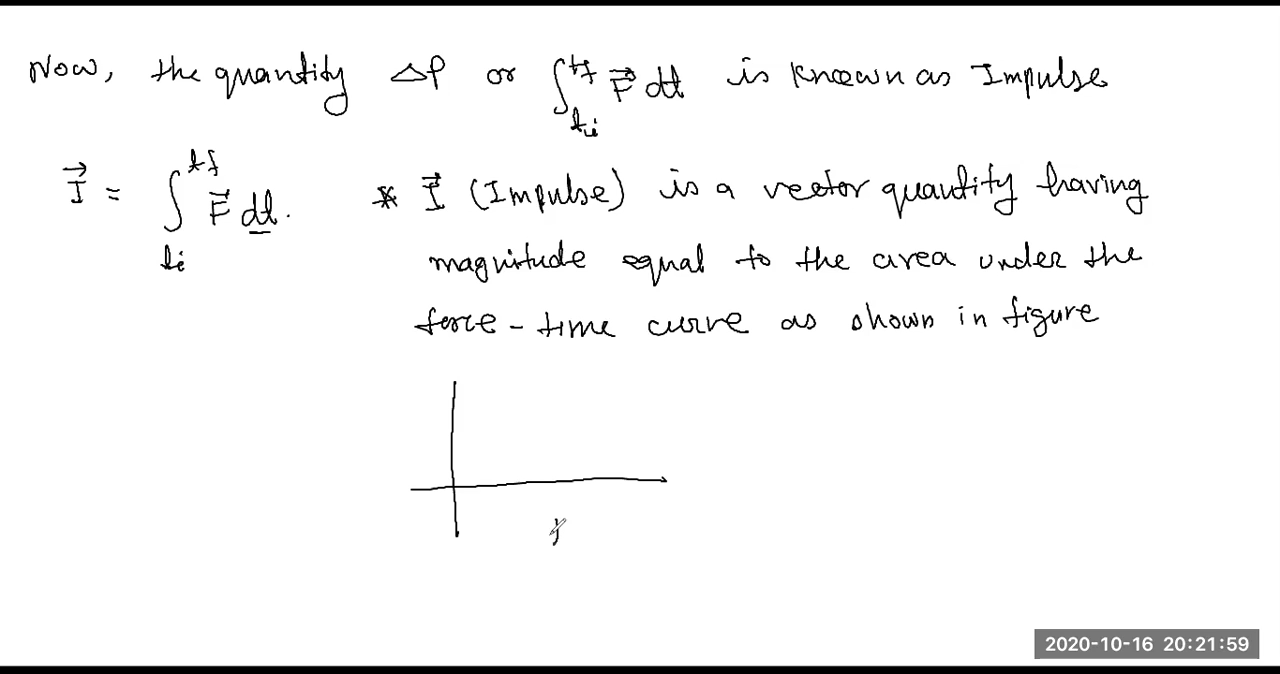 Now, the quantity △P or ∫_{ti}^{tf} F⃗ dt is known as Impulse
I⃗ = ∫_{ti}^{tf} F⃗ dt. * I⃗ (Impulse) is a vector quantity having
magnitude equal to the area under the
force-time curve as shown in figure
2020-10-16 20:21:59